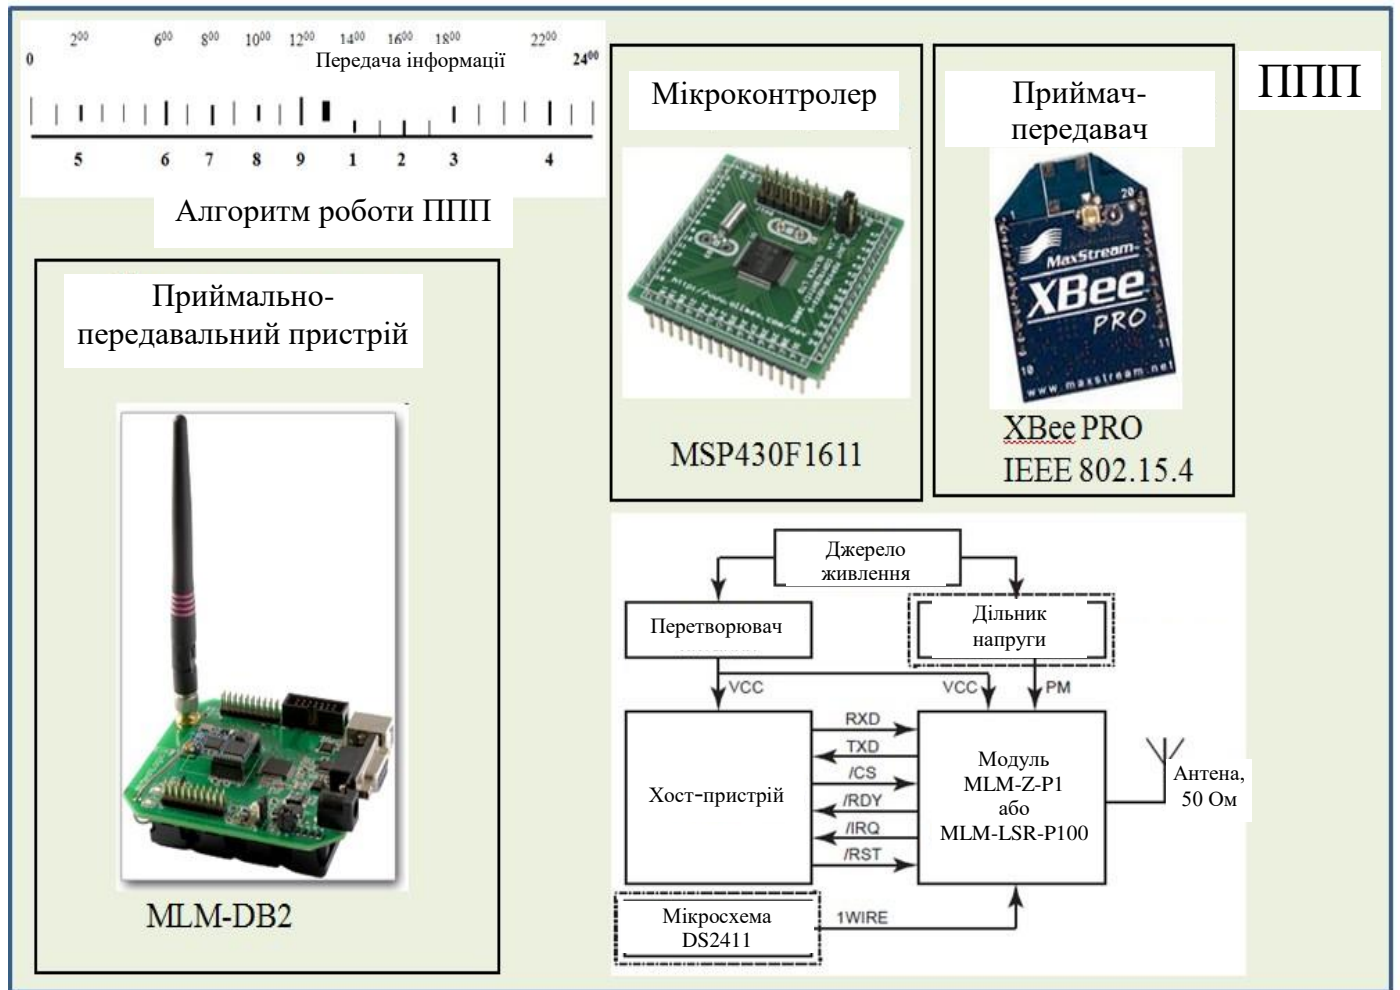 2⁰⁰ 6⁰⁰ 8⁰⁰ 10⁰⁰ 12⁰⁰ 14⁰⁰ 16⁰⁰ 18⁰⁰ 22⁰⁰
0 Передача інформації 24⁰⁰
5 6 7 8 9 1 2 3 4
Алгоритм роботи ППП
Мікроконтролер
MSP430F1611
Приймач-
передавач
1
20
MaxStream
XBee
PRO
10
11
www.maxstream.net
XBee PRO
IEEE 802.15.4
ППП
Приймально-
передавальний пристрій
MLM-DB2
Джерело
живлення
Перетворювач
Дільник
напруги
VCC
VCC
PM
Хост-пристрій
RXD
TXD
/CS
/RDY
/IRQ
/RST
Модуль
MLM-Z-P1
або
MLM-LSR-P100
Антена,
50 Ом
Мікросхема
DS2411
1WIRE